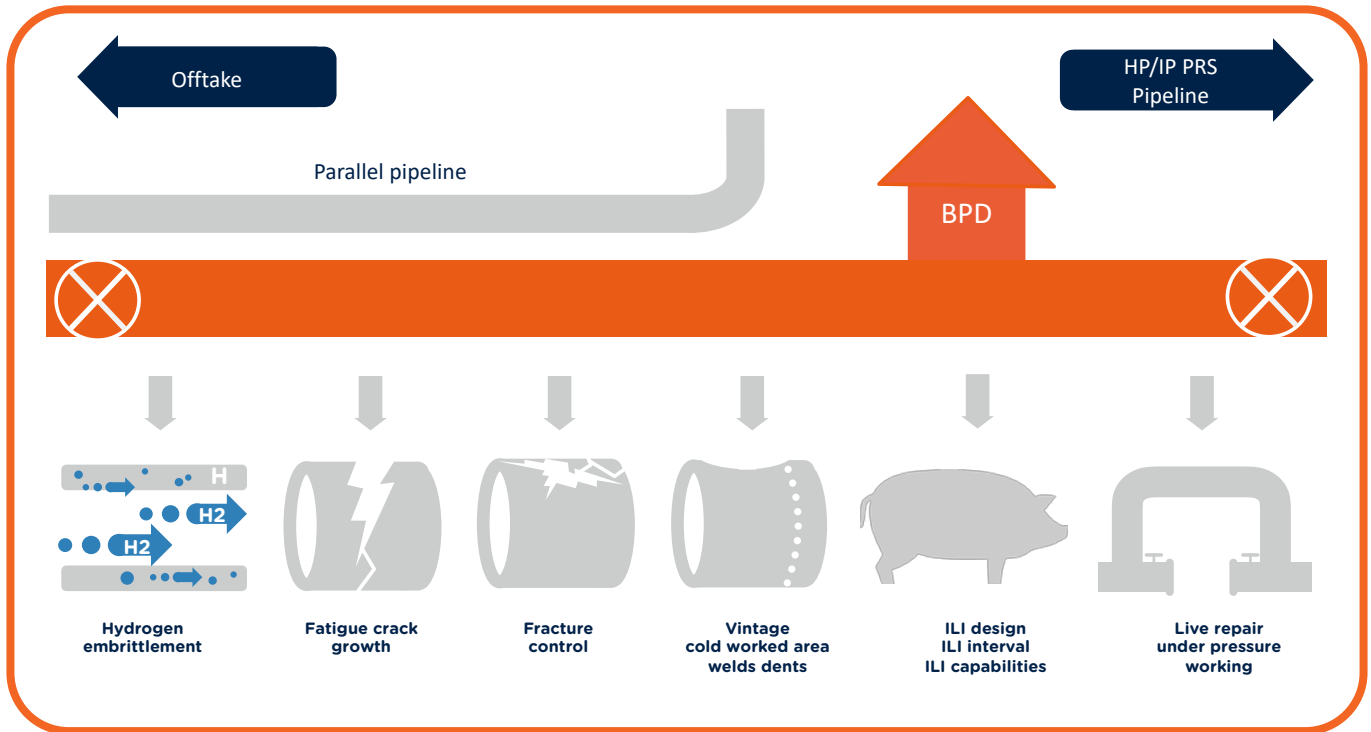 Offtake
HP/IP PRS
Pipeline
Parallel pipeline
BPD
H
H2
H2
Hydrogen
embrittlement
Fatigue crack
growth
Fracture
control
Vintage
cold worked area
welds dents
ILI design
ILI interval
ILI capabilities
Live repair
under pressure
working